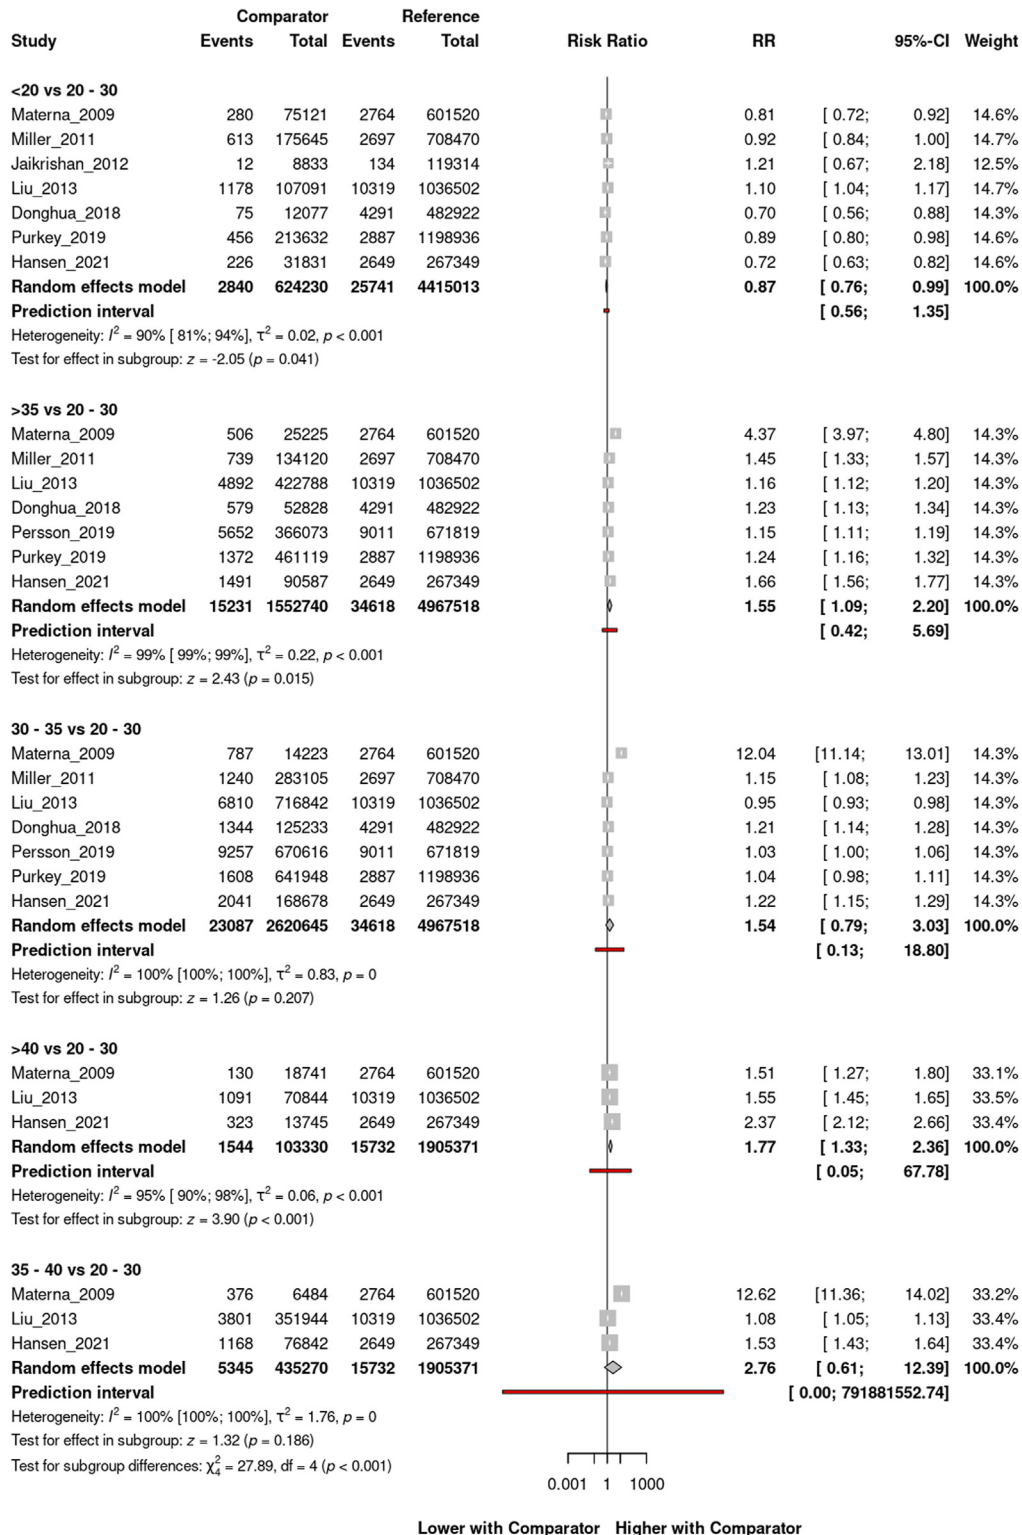 Comparator Reference
Study Events Total Events Total Risk Ratio RR 95%-CI Weight
<20 vs 20 - 30
Materna_2009 280 75121 2764 601520 0.81 [ 0.72; 0.92] 14.6%
Miller_2011 613 175645 2697 708470 0.92 [ 0.84; 1.00] 14.7%
Jaikrishan_2012 12 8833 134 119314 1.21 [ 0.67; 2.18] 12.5%
Liu_2013 1178 107091 10319 1036502 1.10 [ 1.04; 1.17] 14.7%
Donghua_2018 75 12077 4291 482922 0.70 [ 0.56; 0.88] 14.3%
Purkey_2019 456 213632 2887 1198936 0.89 [ 0.80; 0.98] 14.6%
Hansen_2021 226 31831 2649 267349 0.72 [ 0.63; 0.82] 14.6%
Random effects model 2840 624230 25741 4415013 0.87 [ 0.76; 0.99] 100.0%
Prediction interval [ 0.56; 1.35]
Heterogeneity: I² = 90% [ 81%; 94%], τ² = 0.02, p < 0.001
Test for effect in subgroup: z = -2.05 (p = 0.041)
>35 vs 20 - 30
Materna_2009 506 25225 2764 601520 4.37 [ 3.97; 4.80] 14.3%
Miller_2011 739 134120 2697 708470 1.45 [ 1.33; 1.57] 14.3%
Liu_2013 4892 422788 10319 1036502 1.16 [ 1.12; 1.20] 14.3%
Donghua_2018 579 52828 4291 482922 1.23 [ 1.13; 1.34] 14.3%
Persson_2019 5652 366073 9011 671819 1.15 [ 1.11; 1.19] 14.3%
Purkey_2019 1372 461119 2887 1198936 1.24 [ 1.16; 1.32] 14.3%
Hansen_2021 1491 90587 2649 267349 1.66 [ 1.56; 1.77] 14.3%
Random effects model 15231 1552740 34618 4967518 1.55 [ 1.09; 2.20] 100.0%
Prediction interval [ 0.42; 5.69]
Heterogeneity: I² = 99% [ 99%; 99%], τ² = 0.22, p < 0.001
Test for effect in subgroup: z = 2.43 (p = 0.015)
30 - 35 vs 20 - 30
Materna_2009 787 14223 2764 601520 12.04 [11.14; 13.01] 14.3%
Miller_2011 1240 283105 2697 708470 1.15 [ 1.08; 1.23] 14.3%
Liu_2013 6810 716842 10319 1036502 0.95 [ 0.93; 0.98] 14.3%
Donghua_2018 1344 125233 4291 482922 1.21 [ 1.14; 1.28] 14.3%
Persson_2019 9257 670616 9011 671819 1.03 [ 1.00; 1.06] 14.3%
Purkey_2019 1608 641948 2887 1198936 1.04 [ 0.98; 1.11] 14.3%
Hansen_2021 2041 168678 2649 267349 1.22 [ 1.15; 1.29] 14.3%
Random effects model 23087 2620645 34618 4967518 1.54 [ 0.79; 3.03] 100.0%
Prediction interval [ 0.13; 18.80]
Heterogeneity: I² = 100% [100%; 100%], τ² = 0.83, p = 0
Test for effect in subgroup: z = 1.26 (p = 0.207)
>40 vs 20 - 30
Materna_2009 130 18741 2764 601520 1.51 [ 1.27; 1.80] 33.1%
Liu_2013 1091 70844 10319 1036502 1.55 [ 1.45; 1.65] 33.5%
Hansen_2021 323 13745 2649 267349 2.37 [ 2.12; 2.66] 33.4%
Random effects model 1544 103330 15732 1905371 1.77 [ 1.33; 2.36] 100.0%
Prediction interval [ 0.05; 67.78]
Heterogeneity: I² = 95% [ 90%; 98%], τ² = 0.06, p < 0.001
Test for effect in subgroup: z = 3.90 (p < 0.001)
35 - 40 vs 20 - 30
Materna_2009 376 6484 2764 601520 12.62 [11.36; 14.02] 33.2%
Liu_2013 3801 351944 10319 1036502 1.08 [ 1.05; 1.13] 33.4%
Hansen_2021 1168 76842 2649 267349 1.53 [ 1.43; 1.64] 33.4%
Random effects model 5345 435270 15732 1905371 2.76 [ 0.61; 12.39] 100.0%
Prediction interval [ 0.00; 791881552.74]
Heterogeneity: I² = 100% [100%; 100%], τ² = 1.76, p = 0
Test for effect in subgroup: z = 1.32 (p = 0.186)
Test for subgroup differences: χ²₄ = 27.89, df = 4 (p < 0.001)
0.001 1 1000
Lower with Comparator Higher with Comparator